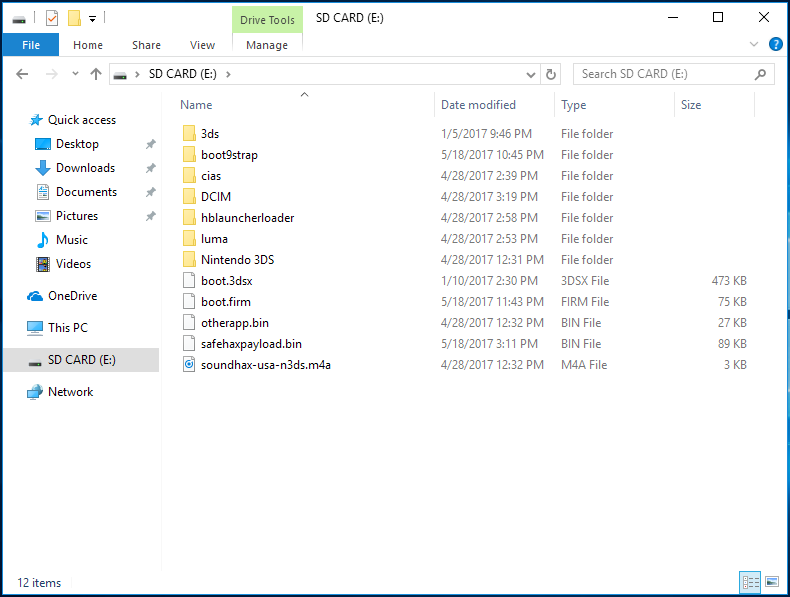 Drive Tools SD CARD (E:)
File Home Share View Manage
SD CARD (E:) Search SD CARD (E:)
Name Date modified Type Size
Quick access
Desktop
Downloads
Documents
Pictures
Music
Videos
OneDrive
This PC
SD CARD (E:)
Network
3ds 1/5/2017 9:46 PM File folder
boot9strap 5/18/2017 10:45 PM File folder
cias 4/28/2017 2:39 PM File folder
DCIM 4/28/2017 3:19 PM File folder
hblauncherloader 4/28/2017 2:58 PM File folder
luma 4/28/2017 2:53 PM File folder
Nintendo 3DS 4/28/2017 12:31 PM File folder
boot.3dsx 1/10/2017 2:30 PM 3DSX File 473 KB
boot.firm 5/18/2017 11:43 PM FIRM File 75 KB
otherapp.bin 4/28/2017 12:32 PM BIN File 27 KB
safehaxpayload.bin 5/18/2017 3:11 PM BIN File 89 KB
soundhax-usa-n3ds.m4a 4/28/2017 12:32 PM M4A File 3 KB
12 items